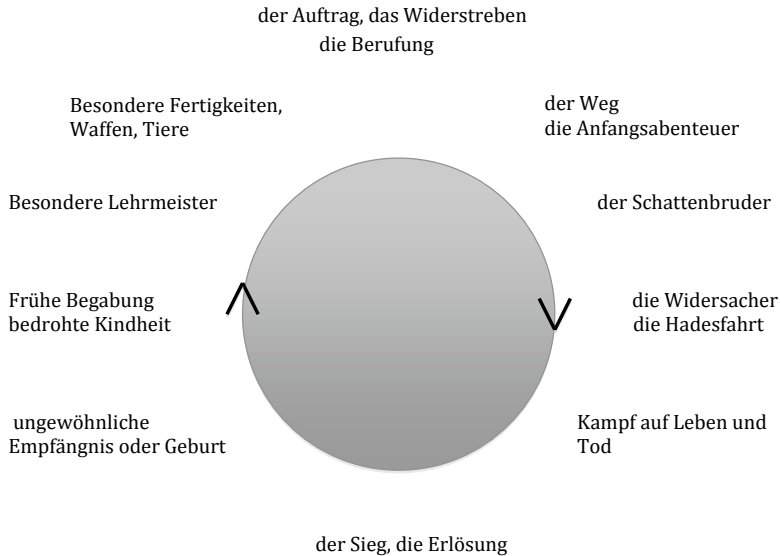 der Auftrag, das Widerstreben
die Berufung
Besondere Fertigkeiten,
Waffen, Tiere
der Weg
die Anfangsabenteuer
Besondere Lehrmeister
der Schattenbruder
Frühe Begabung
bedrohte Kindheit
die Widersacher
die Hadesfahrt
ungewöhnliche
Empfängnis oder Geburt
Kampf auf Leben und
Tod
der Sieg, die Erlösung